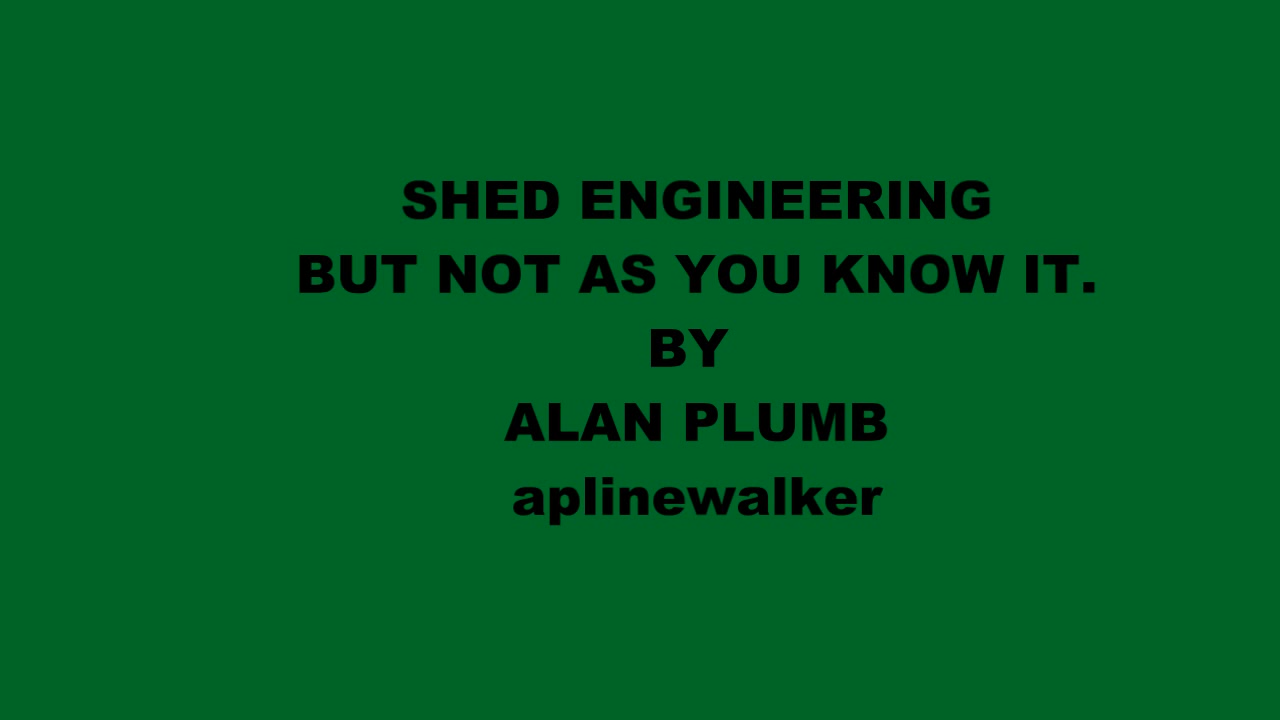 SHED ENGINEERING
BUT NOT AS YOU KNOW IT.
BY
ALAN PLUMB
aplinewalker